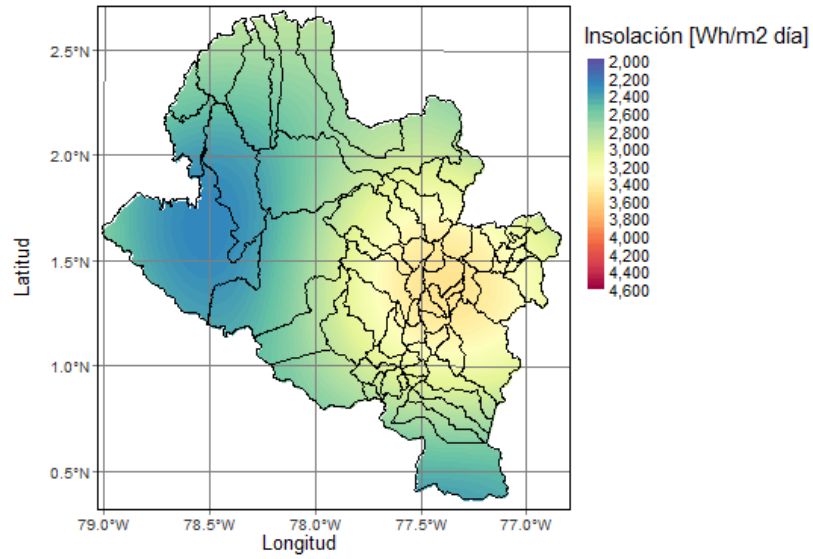 Insolación [Wh/m2 día]
2,000
2,200
2,400
2,600
2,800
3,000
3,200
3,400
3,600
3,800
4,000
4,200
4,400
4,600
Latitud
2.5°N
2.0°N
1.5°N
1.0°N
0.5°N
79.0°W 78.5°W 78.0°W 77.5°W 77.0°W
Longitud